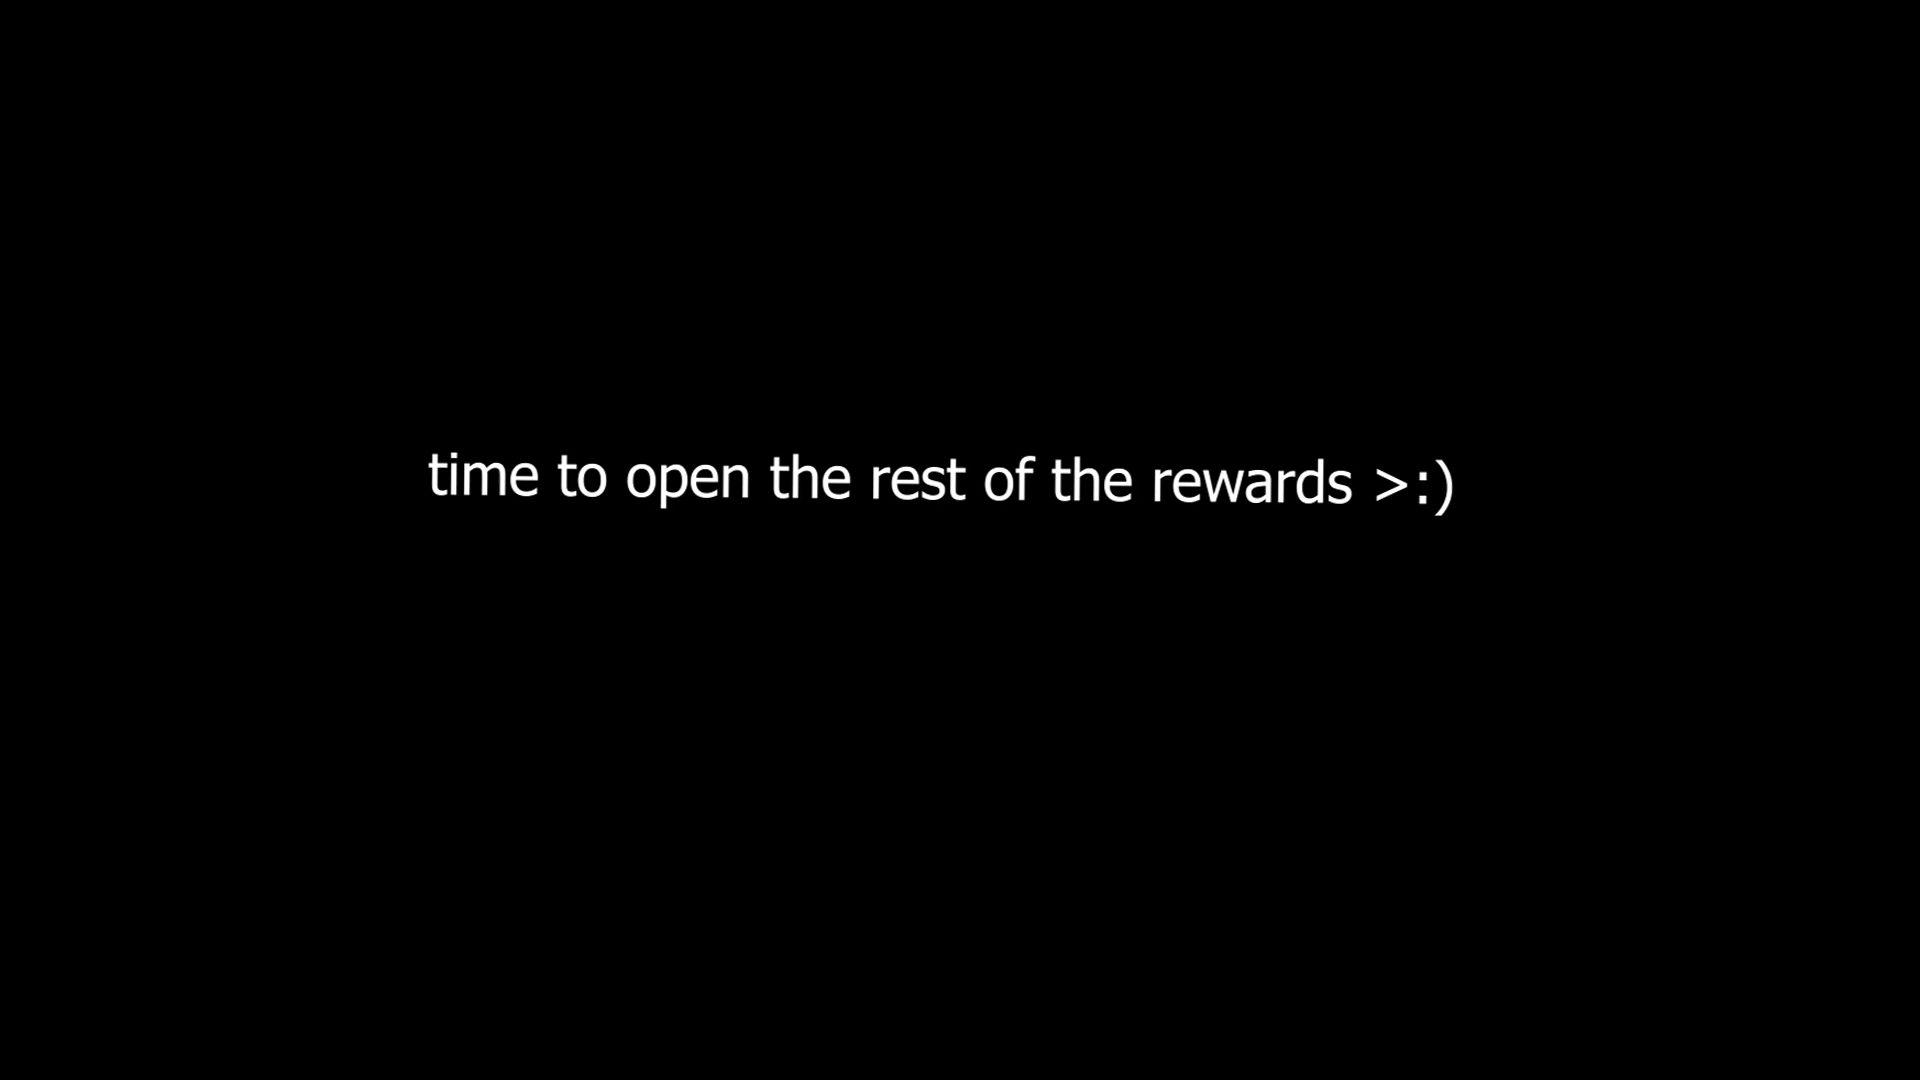 time to open the rest of the rewards >:)